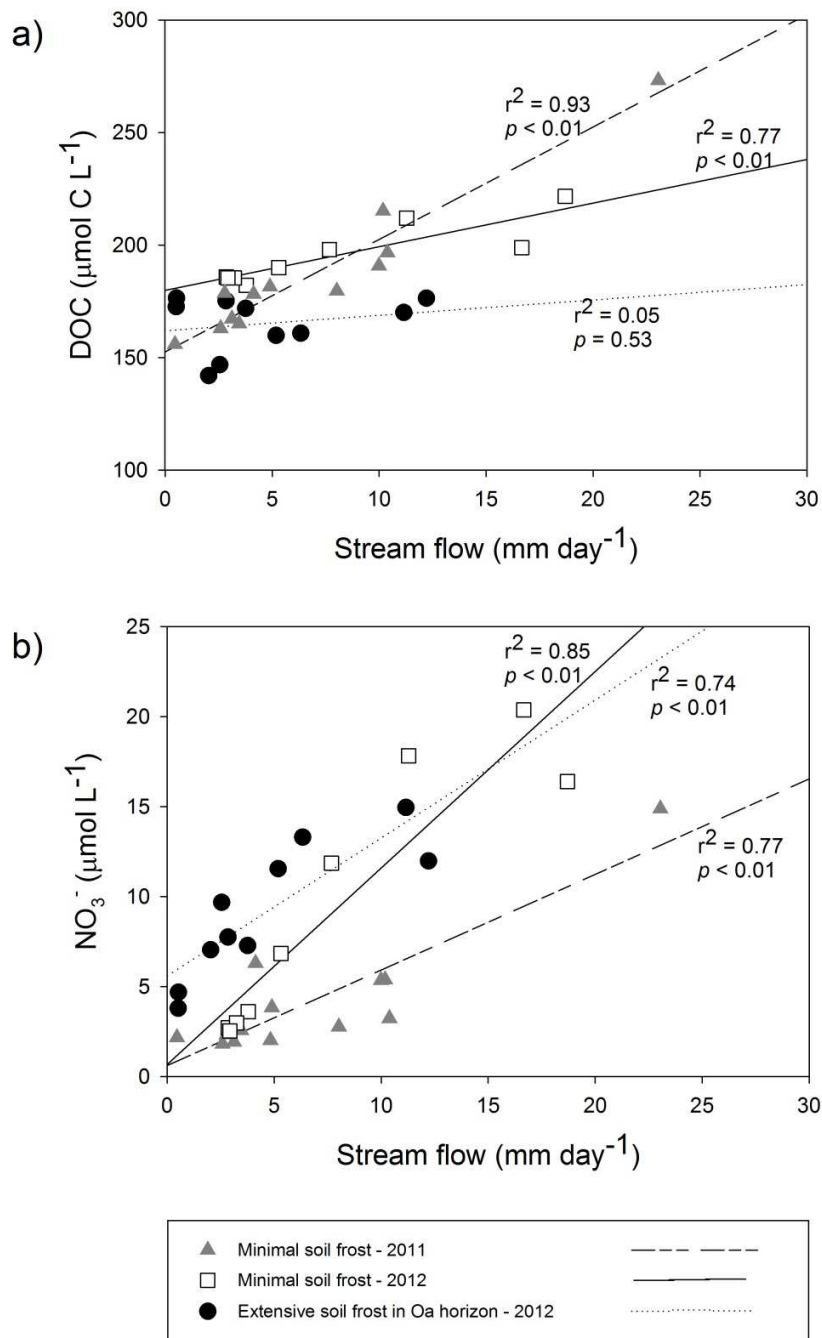 a)
300
250
200
150
100
DOC (μmol C L⁻¹)
r² = 0.93
p < 0.01
r² = 0.77
p < 0.01
r² = 0.05
p = 0.53
0 5 10 15 20 25 30
Stream flow (mm day⁻¹)
b)
25
20
15
10
5
0
NO₃⁻ (μmol L⁻¹)
r² = 0.85
p < 0.01
r² = 0.74
p < 0.01
r² = 0.77
p < 0.01
0 5 10 15 20 25 30
Stream flow (mm day⁻¹)
Minimal soil frost - 2011
Minimal soil frost - 2012
Extensive soil frost in Oa horizon - 2012